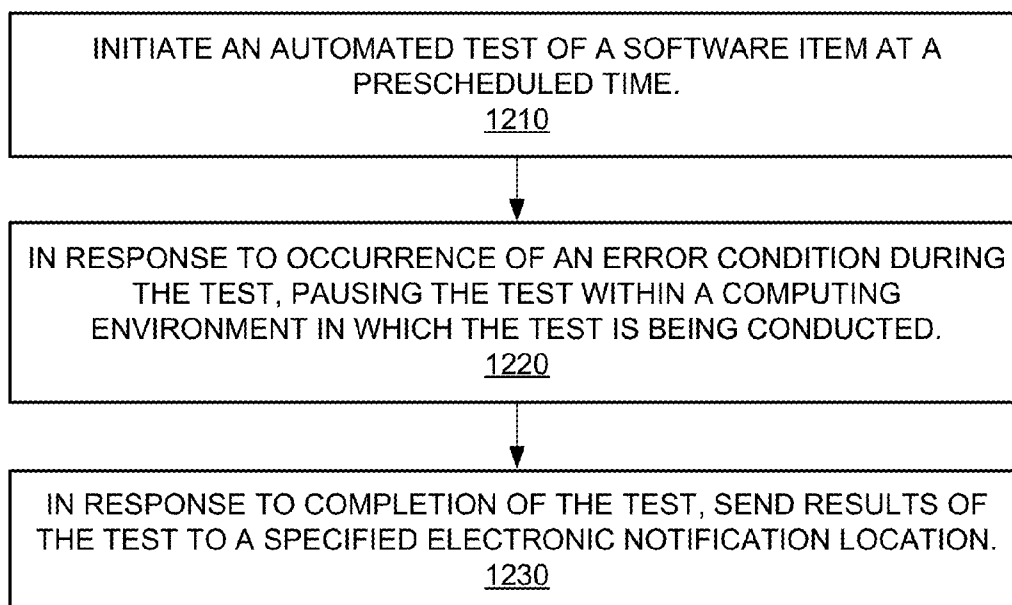 INITIATE AN AUTOMATED TEST OF A SOFTWARE ITEM AT A
PRESCHEDULED TIME.
1210
IN RESPONSE TO OCCURRENCE OF AN ERROR CONDITION DURING
THE TEST, PAUSING THE TEST WITHIN A COMPUTING
ENVIRONMENT IN WHICH THE TEST IS BEING CONDUCTED.
1220
IN RESPONSE TO COMPLETION OF THE TEST, SEND RESULTS OF
THE TEST TO A SPECIFIED ELECTRONIC NOTIFICATION LOCATION.
1230